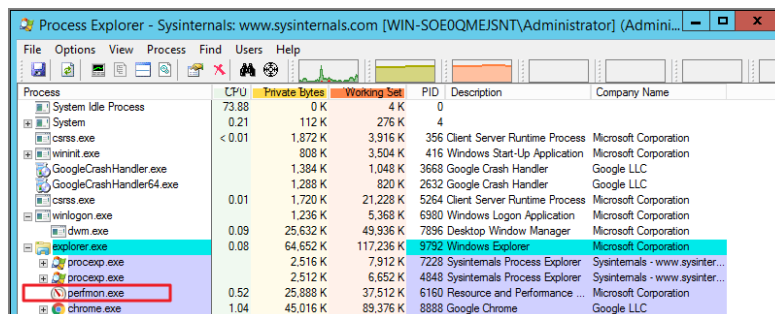 Process Explorer - Sysinternals: www.sysinternals.com [WIN-SOE0QMEJSNT\Administrator] (Admini...
File Options View Process Find Users Help
Process CPU Private Bytes Working Set PID Description Company Name
System Idle Process 73.88 0 K 4 K 0
System 0.21 112 K 276 K 4
csrss.exe < 0.01 1,872 K 3,916 K 356 Client Server Runtime Process Microsoft Corporation
wininit.exe 808 K 3,504 K 416 Windows Start-Up Application Microsoft Corporation
GoogleCrashHandler.exe 1,384 K 1,048 K 3668 Google Crash Handler Google LLC
GoogleCrashHandler64.exe 1,288 K 820 K 2632 Google Crash Handler Google LLC
csrss.exe 0.01 1,720 K 21,228 K 5264 Client Server Runtime Process Microsoft Corporation
winlogon.exe 1,236 K 5,368 K 6980 Windows Logon Application Microsoft Corporation
dwm.exe 0.09 25,632 K 49,936 K 7896 Desktop Window Manager Microsoft Corporation
explorer.exe 0.08 64,652 K 117,236 K 9792 Windows Explorer Microsoft Corporation
procexp.exe 2,516 K 7,912 K 7228 Sysinternals Process Explorer Sysinternals - www.sysinter...
procexp.exe 2,512 K 6,652 K 4848 Sysinternals Process Explorer Sysinternals - www.sysinter...
perfmon.exe 0.52 25,888 K 37,512 K 6160 Resource and Performance ... Microsoft Corporation
chrome.exe 1.04 45,016 K 89,376 K 8888 Google Chrome Google LLC